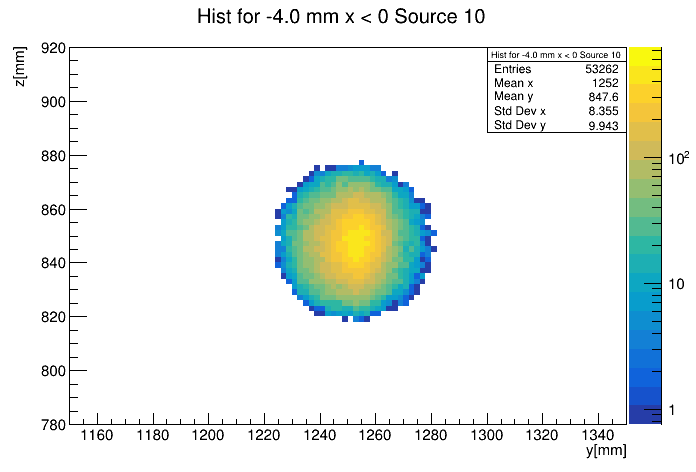 Hist for -4.0 mm x < 0 Source 10
z[mm]
920
900
880
860
840
820
800
780
1160 1180 1200 1220 1240 1260 1280 1300 1320 1340
y[mm]
Hist for -4.0 mm x < 0 Source 10
Entries 53262
Mean x 1252
Mean y 847.6
Std Dev x 8.355
Std Dev y 9.943
10²
10
1